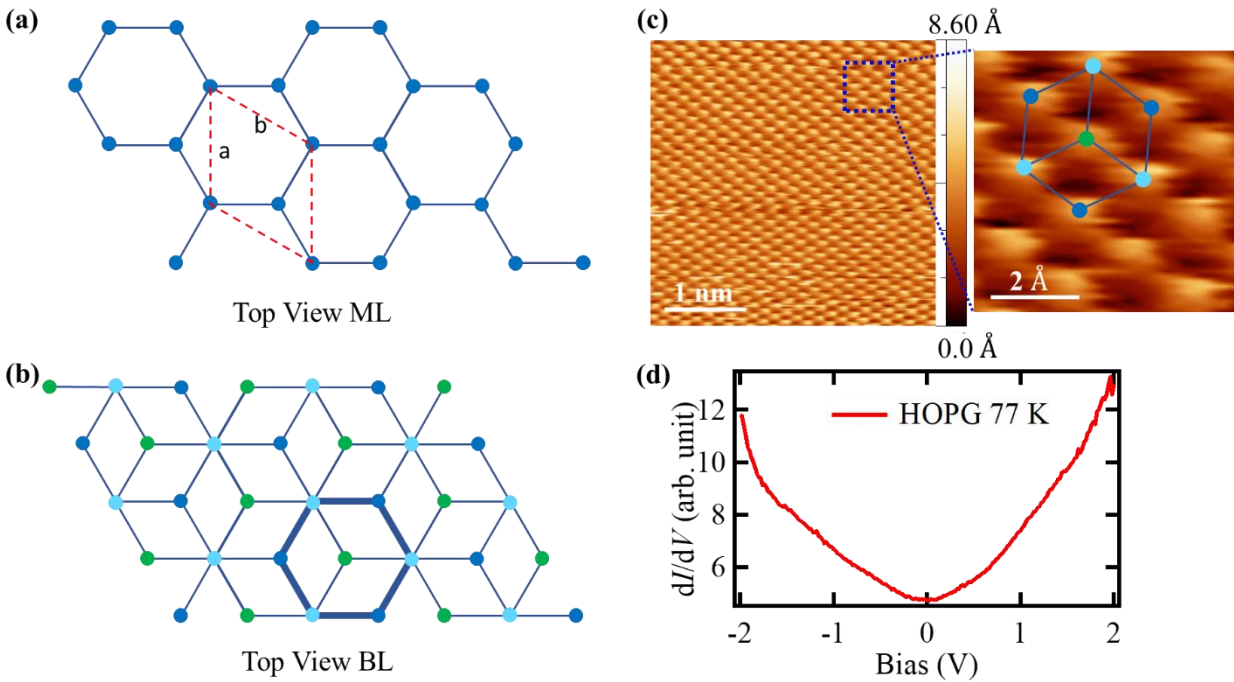 (a)
b
a
Top View ML
(b)
Top View BL
(c)
8.60 Å
1 nm
2 Å
0.0 Å
(d)
HOPG 77 K
dI/dV (arb. unit)
12
10
8
6
-2 -1 0 1 2
Bias (V)